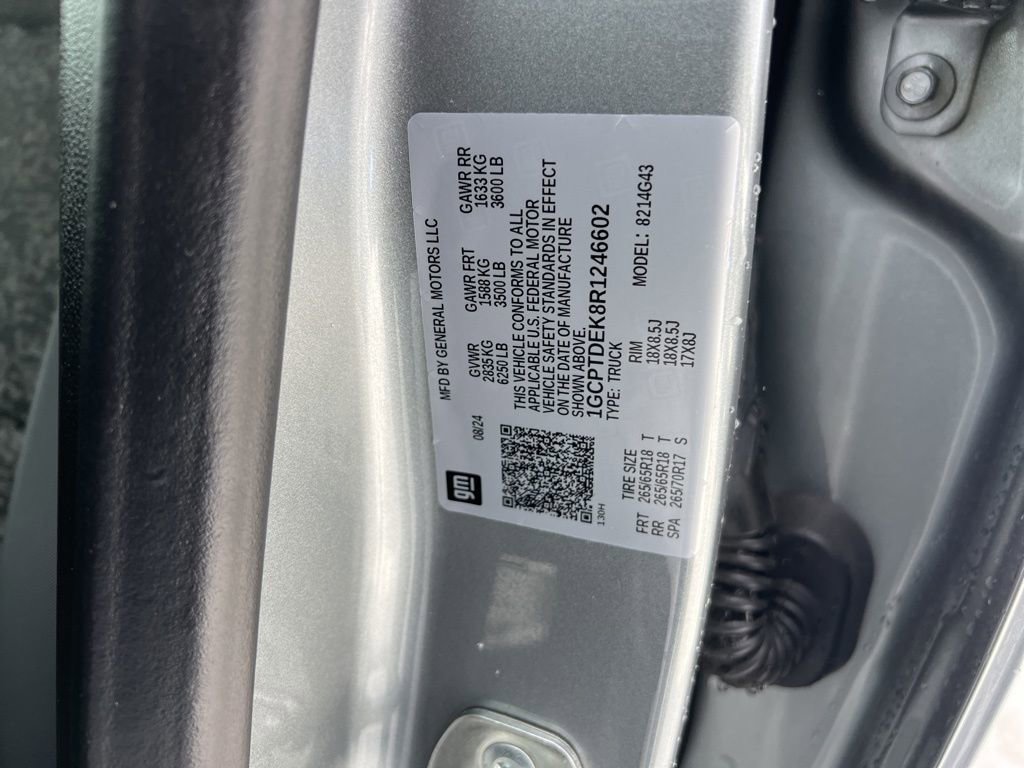 MFD BY GENERAL MOTORS LLC
gm
08/24
GVWR GAWR FRT GAWR RR
2835 KG 1588 KG 1633 KG
6250 LB 3500 LB 3600 LB
THIS VEHICLE CONFORMS TO ALL
APPLICABLE U.S. FEDERAL MOTOR
VEHICLE SAFETY STANDARDS IN EFFECT
ON THE DATE OF MANUFACTURE
SHOWN ABOVE.
1GCPTDEK8R1246602
TYPE: TRUCK
130H
TIRE SIZE RIM MODEL: 8214G43
FRT 265/65R18 T 18X8.5J
RR 265/65R18 T 18X8.5J
SPA 265/70R17 S 17X8J